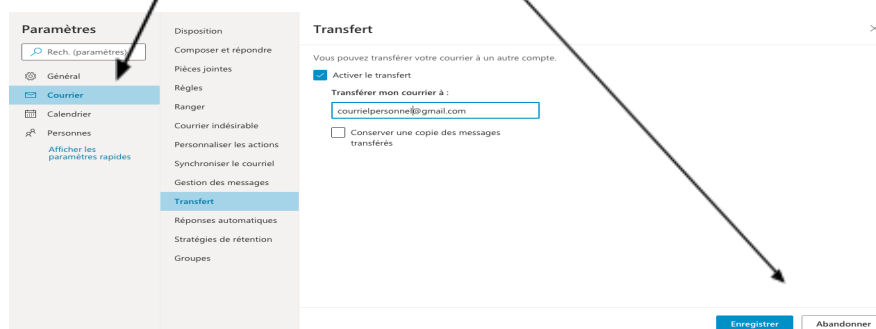 Paramètres
Rech. (paramètres)
Général
Courrier
Calendrier
Personnes
Afficher les
paramètres rapides
Disposition
Composer et répondre
Pièces jointes
Règles
Ranger
Courrier indésirable
Personnaliser les actions
Synchroniser le courriel
Gestion des messages
Transfert
Réponses automatiques
Stratégies de rétention
Groupes
Transfert
Vous pouvez transférer votre courrier à un autre compte.
Activer le transfert
Transférer mon courrier à :
courrielpersonnel@gmail.com
Conserver une copie des messages
transférés
Enregistrer
Abandonner